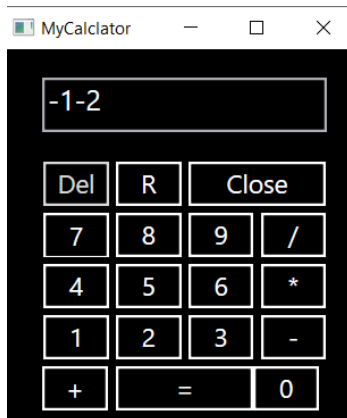 MyCalclator
-1-2
Del R Close
7 8 9 /
4 5 6 *
1 2 3 -
+ = 0